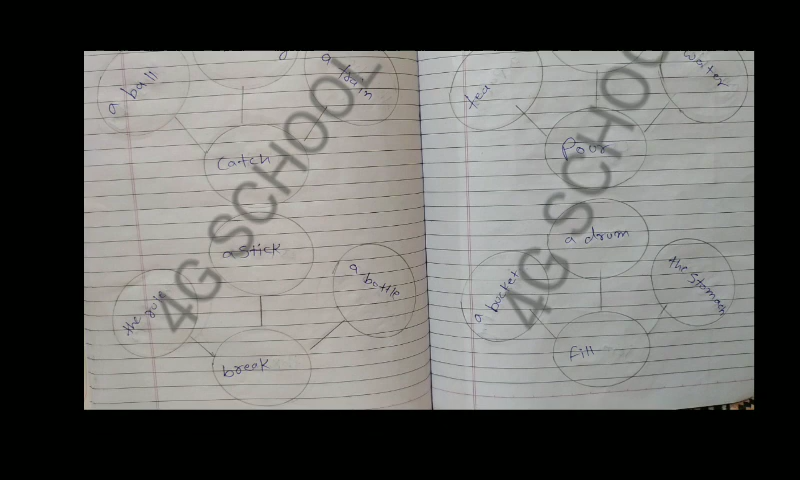 a ball
a train
Catch
a stick
the rule
a bottle
break
tea
water
Pour
a drum
a bucket
the stomach
fill
4G SCHOOL
4G SCHOOL